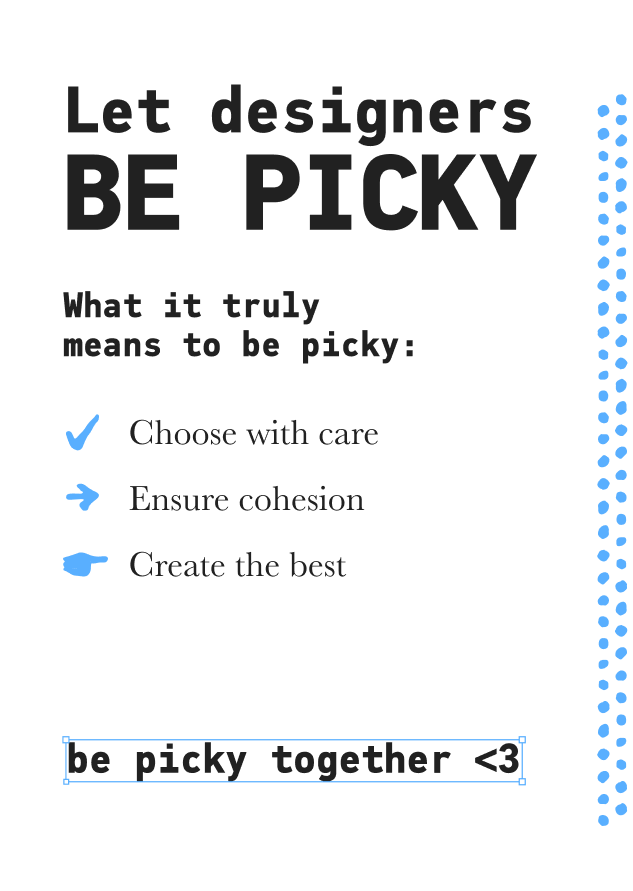 Let designers
BE PICKY
What it truly
means to be picky:
Choose with care
Ensure cohesion
Create the best
be picky together <3